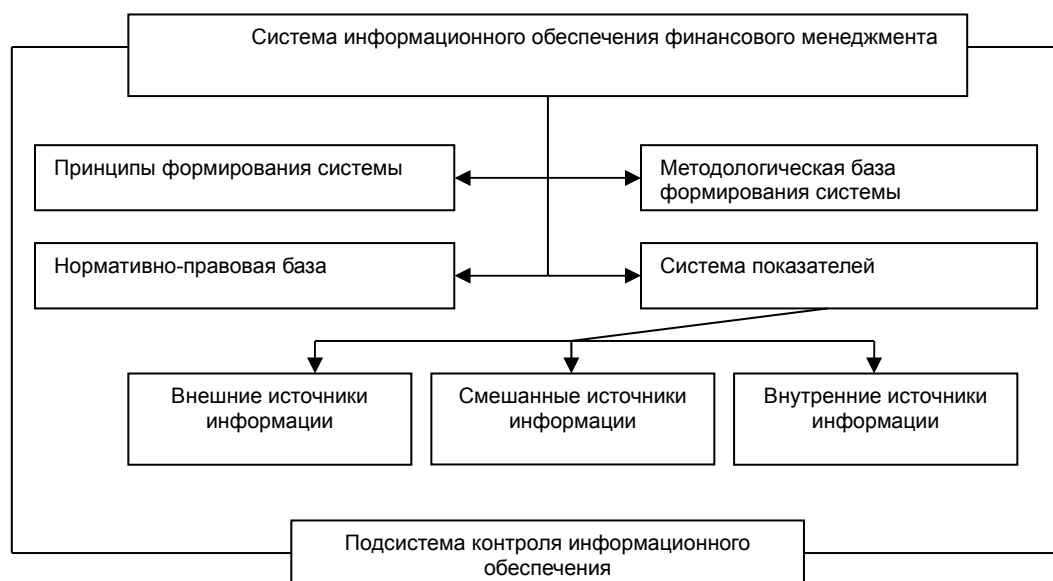 Система информационного обеспечения финансового менеджмента
Принципы формирования системы
Методологическая база
формирования системы
Нормативно-правовая база
Система показателей
Внешние источники
информации
Смешанные источники
информации
Внутренние источники
информации
Подсистема контроля информационного
обеспечения